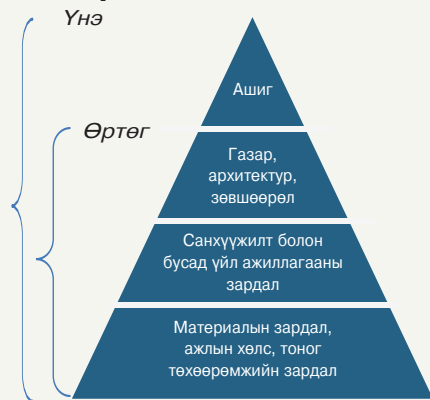 Үнэ
Өртөг
Ашиг
Газар,
архитектур,
зөвшөөрөл
Санхүүжилт болон
бусад үйл ажиллагааны
зардал
Материалын зардал,
ажлын хөлс, тоног
төхөөрөмжийн зардал